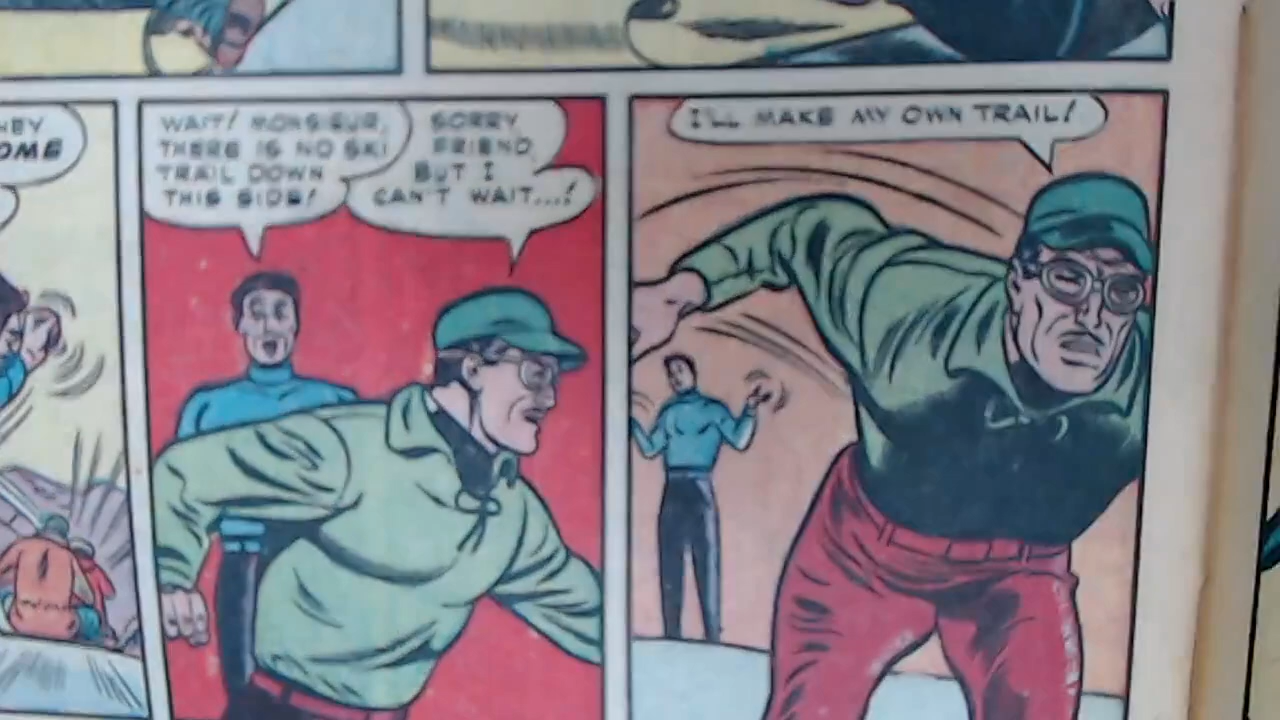 HEY
OME
WAIT! MONSIEUR,
THERE IS NO SKI
TRAIL DOWN
THIS SIDE!
SORRY,
FRIEND,
BUT I
CAN'T WAIT...!
I'LL MAKE MY OWN TRAIL!